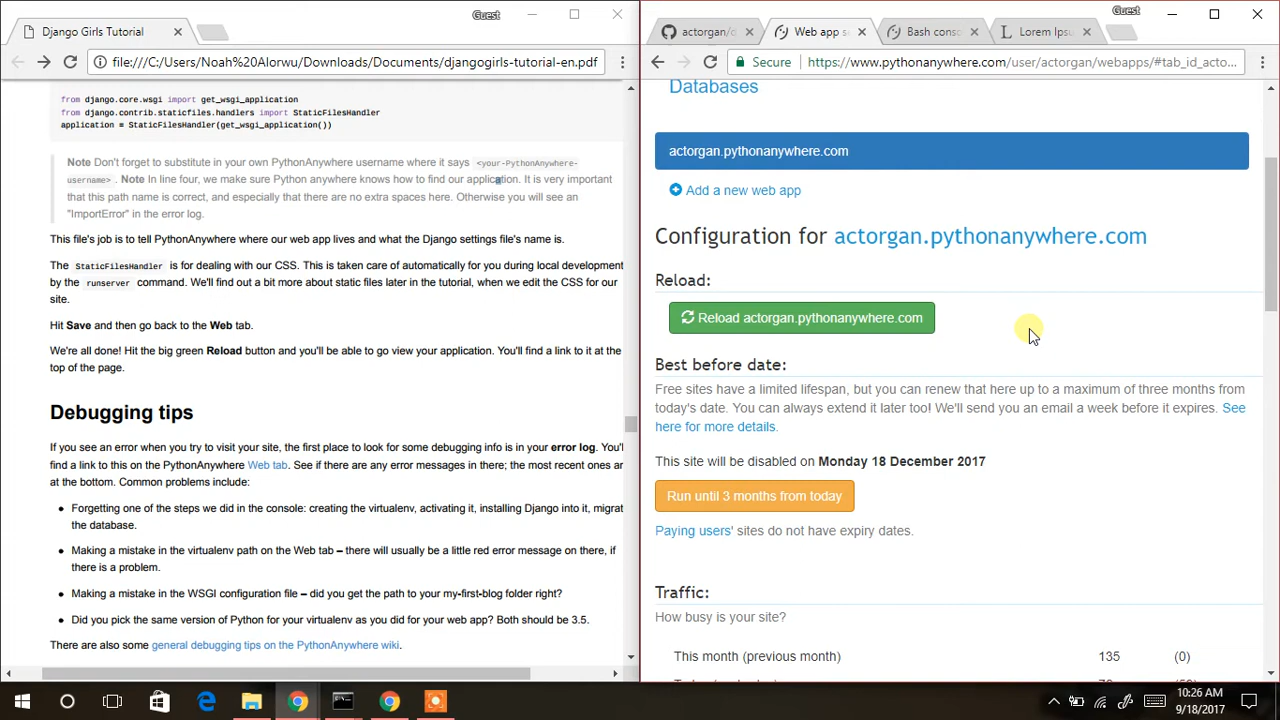 Guest
Django Girls Tutorial
file:///C:/Users/Noah%20Alorwu/Downloads/Documents/djangogirls-tutorial-en.pdf
from django.core.wsgi import get_wsgi_application
from django.contrib.staticfiles.handlers import StaticFilesHandler
application = StaticFilesHandler(get_wsgi_application())
Note Don't forget to substitute in your own PythonAnywhere username where it says <your-PythonAnywhere-
username> . Note In line four, we make sure Python anywhere knows how to find our application. It is very important
that this path name is correct, and especially that there are no extra spaces here. Otherwise you will see an
"ImportError" in the error log.
This file's job is to tell PythonAnywhere where our web app lives and what the Django settings file's name is.
The StaticFilesHandler is for dealing with our CSS. This is taken care of automatically for you during local development
by the runserver command. We'll find out a bit more about static files later in the tutorial, when we edit the CSS for our
site.
Hit Save and then go back to the Web tab.
We're all done! Hit the big green Reload button and you'll be able to go view your application. You'll find a link to it at the
top of the page.
Debugging tips
If you see an error when you try to visit your site, the first place to look for some debugging info is in your error log. You'l
find a link to this on the PythonAnywhere Web tab. See if there are any error messages in there; the most recent ones ar
at the bottom. Common problems include:
• Forgetting one of the steps we did in the console: creating the virtualenv, activating it, installing Django into it, migrat
the database.
• Making a mistake in the virtualenv path on the Web tab – there will usually be a little red error message on there, if
there is a problem.
• Making a mistake in the WSGI configuration file – did you get the path to your my-first-blog folder right?
• Did you pick the same version of Python for your virtualenv as you did for your web app? Both should be 3.5.
There are also some general debugging tips on the PythonAnywhere wiki.
Guest
actorgan/d
Web app s
Bash cons
Lorem Ipsu
Secure
https://www.pythonanywhere.com/user/actorgan/webapps/#tab_id_acto...
Databases
actorgan.pythonanywhere.com
Add a new web app
Configuration for actorgan.pythonanywhere.com
Reload:
Reload actorgan.pythonanywhere.com
Best before date:
Free sites have a limited lifespan, but you can renew that here up to a maximum of three months from
today's date. You can always extend it later too! We'll send you an email a week before it expires. See
here for more details.
This site will be disabled on Monday 18 December 2017
Run until 3 months from today
Paying users' sites do not have expiry dates.
Traffic:
How busy is your site?
This month (previous month) 135 (0)
10:26 AM
9/18/2017